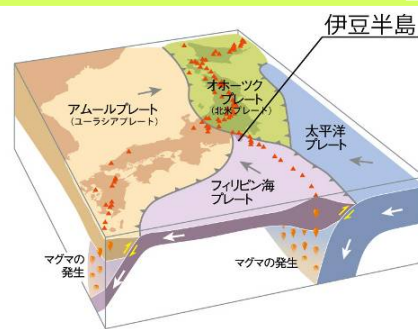 伊豆半島
オホーツク
プレート
(北米プレート)
アムールプレート
(ユーラシアプレート)
太平洋
プレート
フィリピン海
プレート
マグマの
発生
マグマの発生